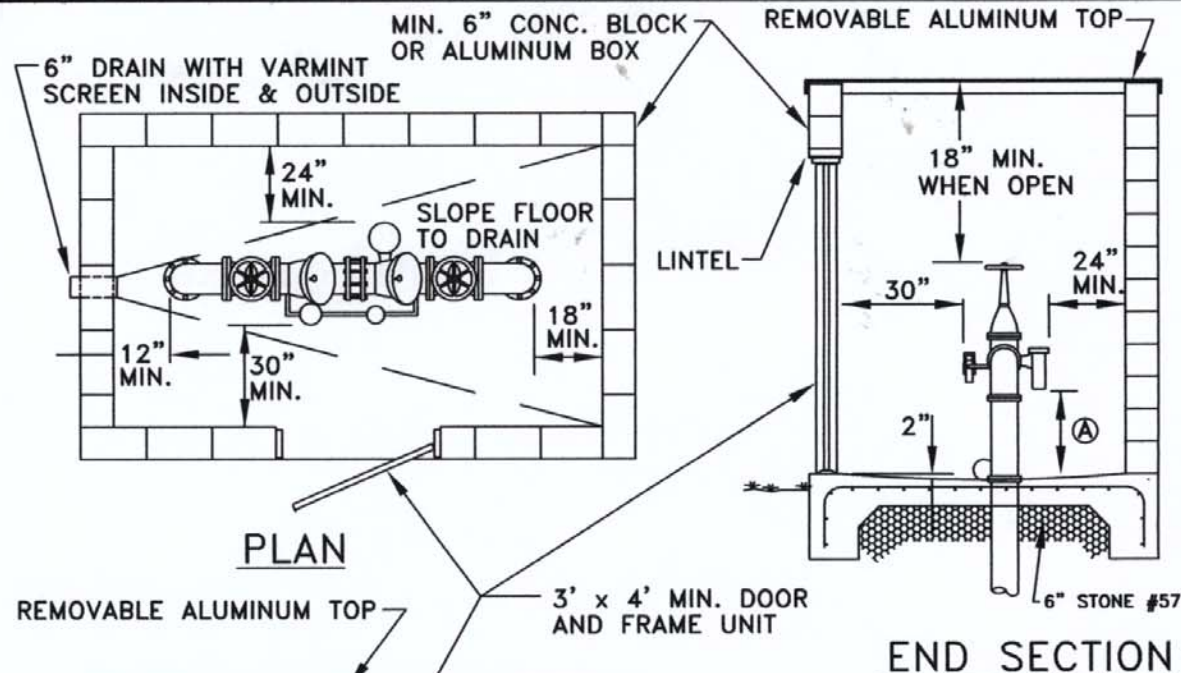 MIN. 6" CONC. BLOCK
OR ALUMINUM BOX
REMOVABLE ALUMINUM TOP
6" DRAIN WITH VARMINT
SCREEN INSIDE & OUTSIDE
24"
MIN.
SLOPE FLOOR
TO DRAIN
12"
MIN.
30"
MIN.
18"
MIN.
PLAN
18" MIN.
WHEN OPEN
LINTEL
30"
24"
MIN.
2"
A
6" STONE #57
END SECTION
3' x 4' MIN. DOOR
AND FRAME UNIT
REMOVABLE ALUMINUM TOP